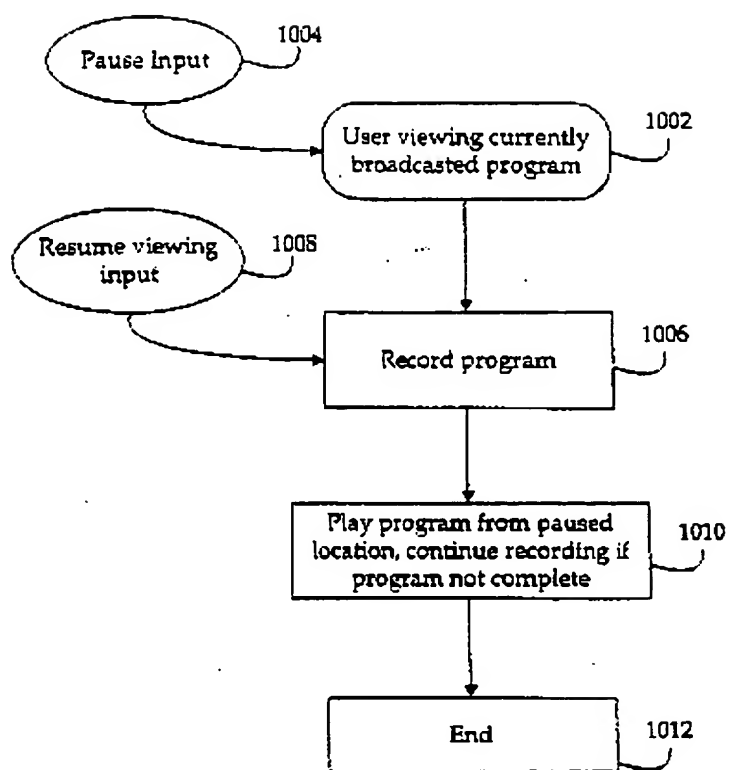 1004
Pause Input
1002
User viewing currently
broadcasted program
1008
Resume viewing
input
1006
Record program
1010
Play program from paused
location, continue recording if
program not complete
1012
End